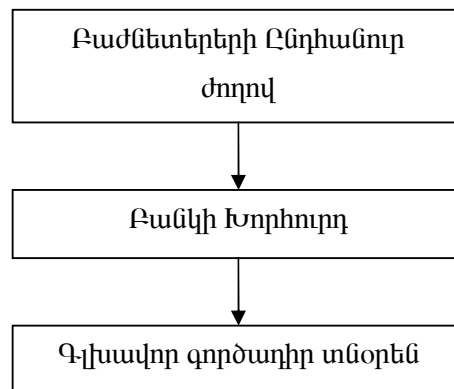 Բաժնետերերի Ընդհանուր
ժողով
Բանկի Խորհուրդ
Գլխավոր գործադիր տնօրեն